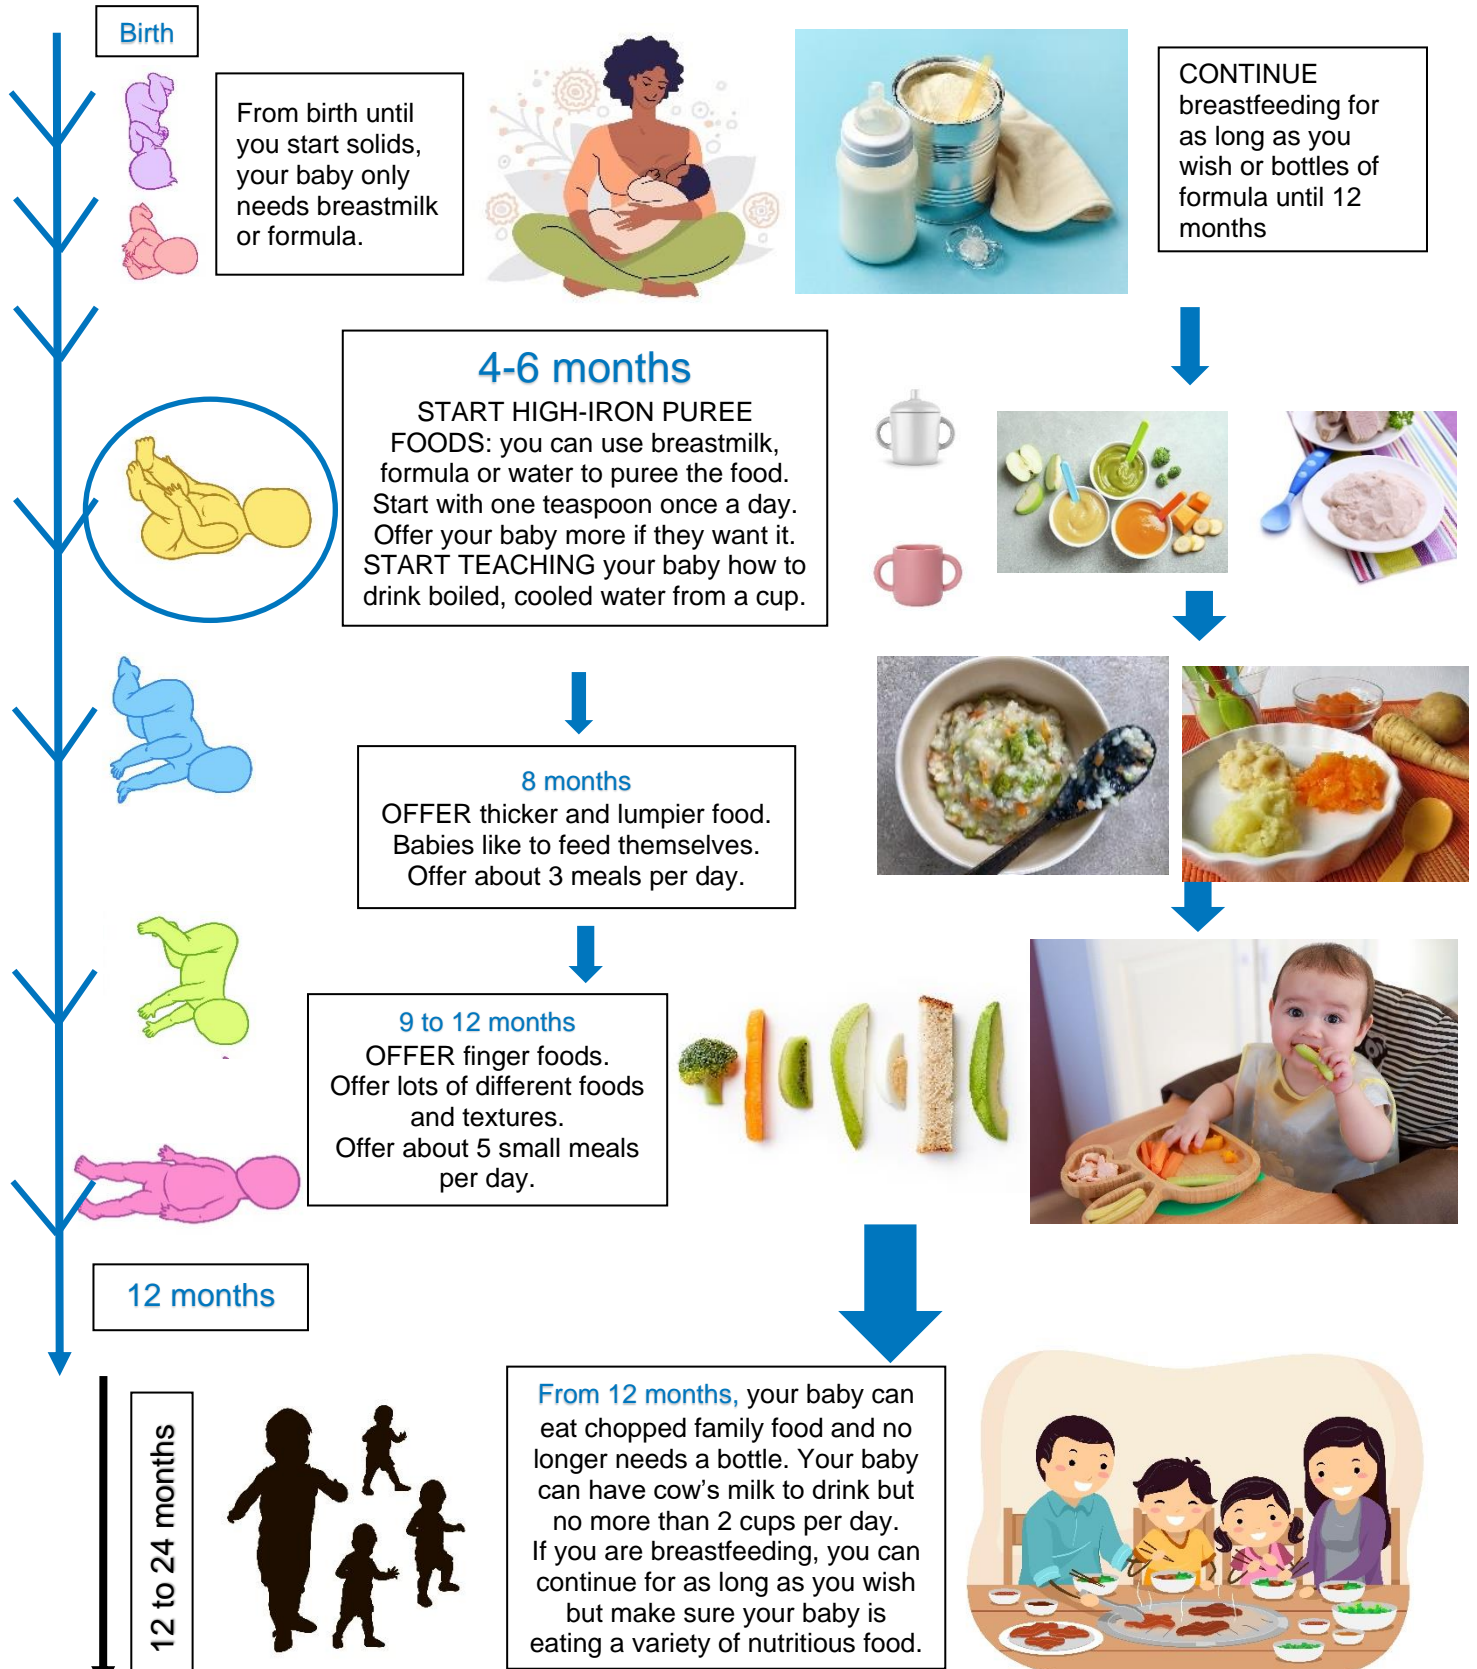 Birth
From birth until
you start solids,
your baby only
needs breastmilk
or formula.
CONTINUE
breastfeeding for
as long as you
wish or bottles of
formula until 12
months
4-6 months
START HIGH-IRON PUREE
FOODS: you can use breastmilk,
formula or water to puree the food.
Start with one teaspoon once a day.
Offer your baby more if they want it.
START TEACHING your baby how to
drink boiled, cooled water from a cup.
8 months
OFFER thicker and lumpier food.
Babies like to feed themselves.
Offer about 3 meals per day.
9 to 12 months
OFFER finger foods.
Offer lots of different foods
and textures.
Offer about 5 small meals
per day.
12 months
12 to 24 months
From 12 months, your baby can
eat chopped family food and no
longer needs a bottle. Your baby
can have cow’s milk to drink but
no more than 2 cups per day.
If you are breastfeeding, you can
continue for as long as you wish
but make sure your baby is
eating a variety of nutritious food.